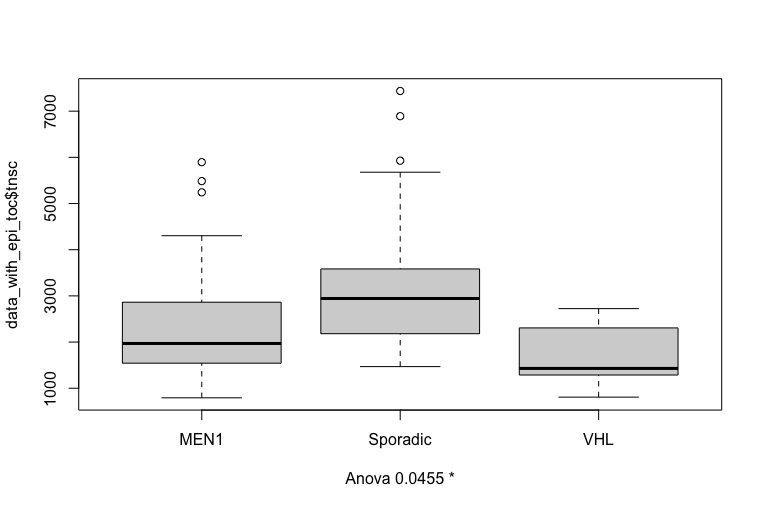 data_with_epi_toc$tnsc
7000
5000
3000
1000
MEN1 Sporadic VHL
Anova 0.0455 *